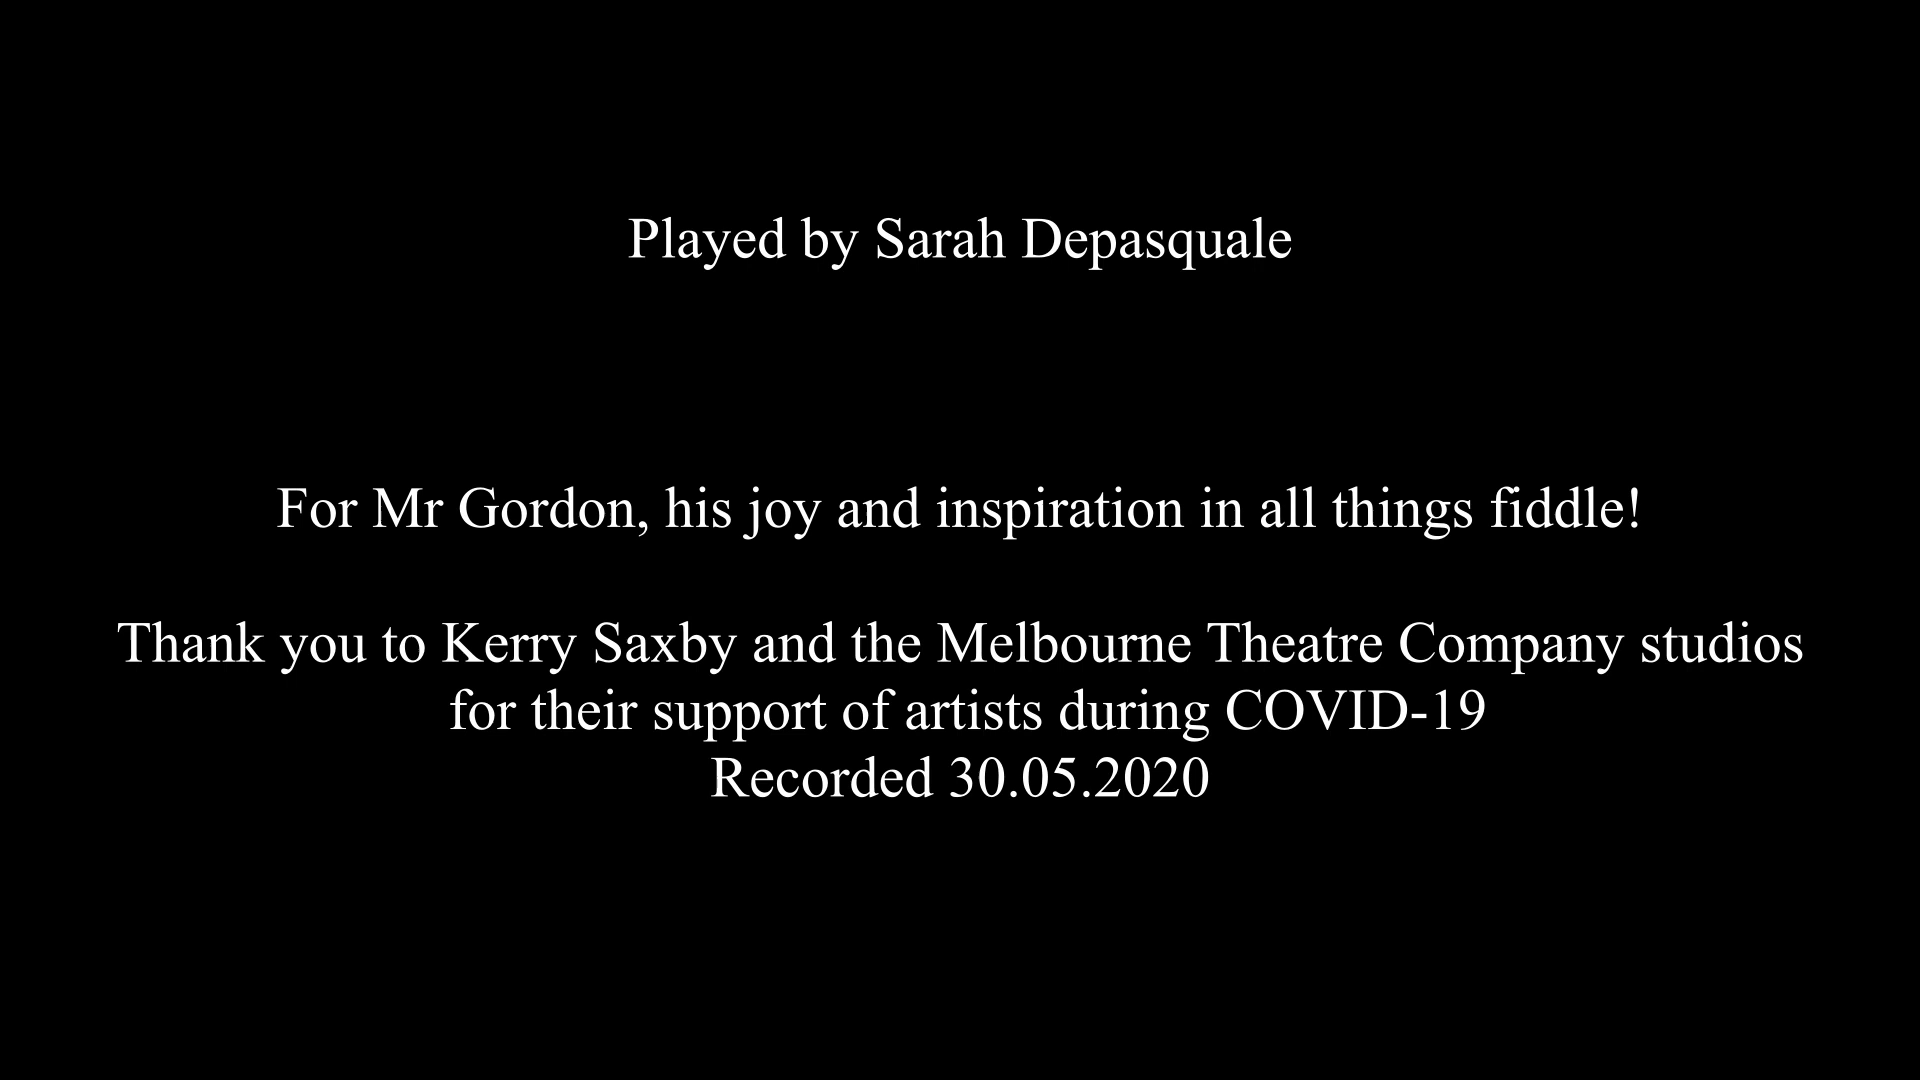 Played by Sarah Depasquale
For Mr Gordon, his joy and inspiration in all things fiddle!
Thank you to Kerry Saxby and the Melbourne Theatre Company studios
for their support of artists during COVID-19
Recorded 30.05.2020